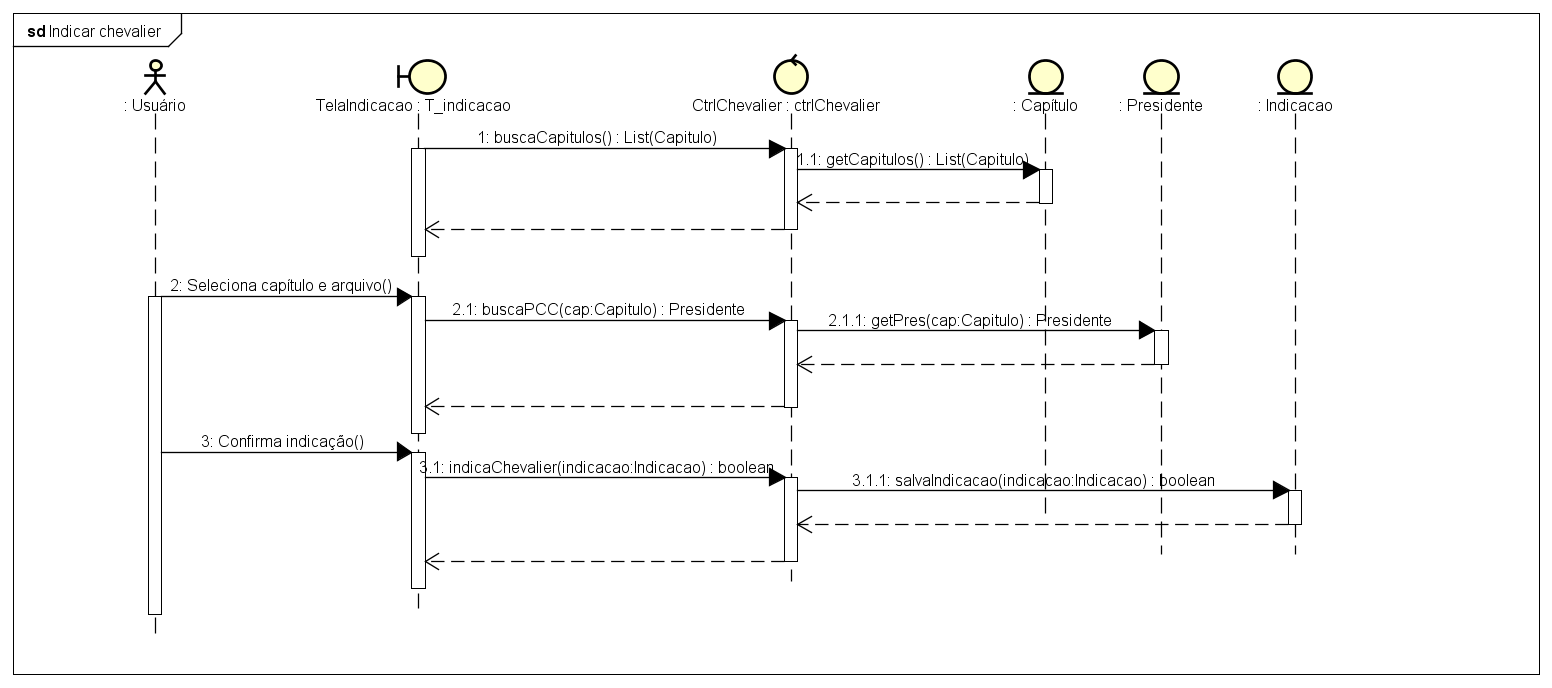 sd Indicar chevalier
: Usuário
TelaIndicacao : T_indicacao
CtrlChevalier : ctrlChevalier
: Capítulo
: Presidente
: Indicacao
1: buscaCapitulos() : List(Capitulo)
1.1: getCapitulos() : List(Capitulo)
2: Seleciona capítulo e arquivo()
2.1: buscaPCC(cap:Capitulo) : Presidente
2.1.1: getPres(cap:Capitulo) : Presidente
3: Confirma indicação()
3.1: indicaChevalier(indicacao:Indicacao) : boolean
3.1.1: salvaIndicacao(indicacao:Indicacao) : boolean